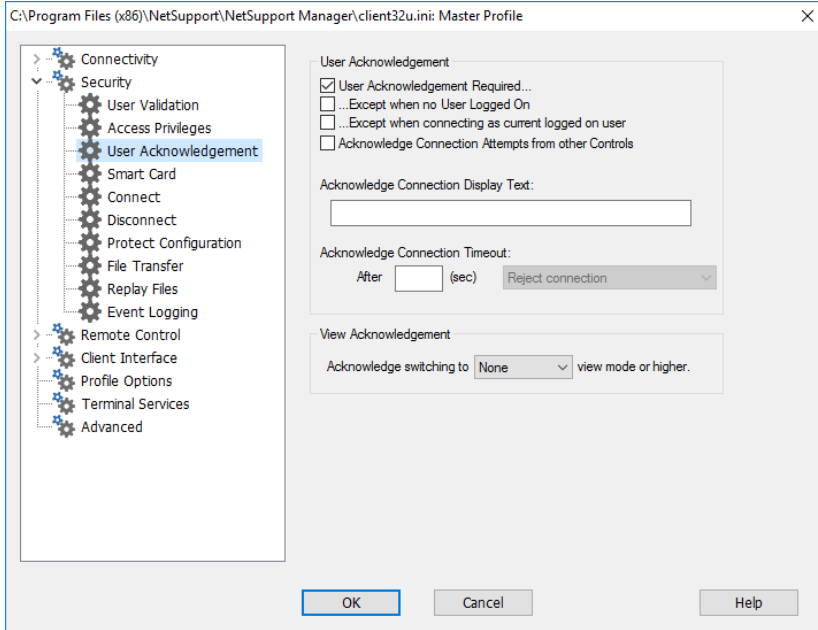 C:\Program Files (x86)\NetSupport\NetSupport Manager\client32u.ini: Master Profile
Connectivity
Security
User Validation
Access Privileges
User Acknowledgement
Smart Card
Connect
Disconnect
Protect Configuration
File Transfer
Replay Files
Event Logging
Remote Control
Client Interface
Profile Options
Terminal Services
Advanced
User Acknowledgement
User Acknowledgement Required...
...Except when no User Logged On
...Except when connecting as current logged on user
Acknowledge Connection Attempts from other Controls
Acknowledge Connection Display Text:
Acknowledge Connection Timeout:
After (sec) Reject connection
View Acknowledgement
Acknowledge switching to None view mode or higher.
OK Cancel Help